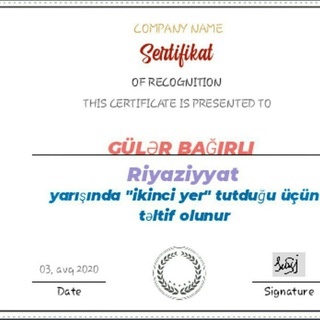 COMPANY NAME
Sertifikat
OF RECOGNITION
THIS CERTIFICATE IS PRESENTED TO
GÜLƏR BAĞIRLI
Riyaziyyat
yarışında "ikinci yer" tutduğu üçün
təltif olunur
03, avq 2020
Date
Signature